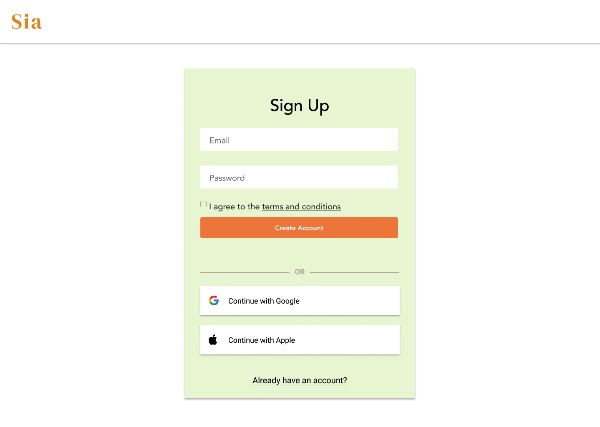 Sia
Sign Up
Email
Password
I agree to the terms and conditions
Create Account
OR
Continue with Google
Continue with Apple
Already have an account?